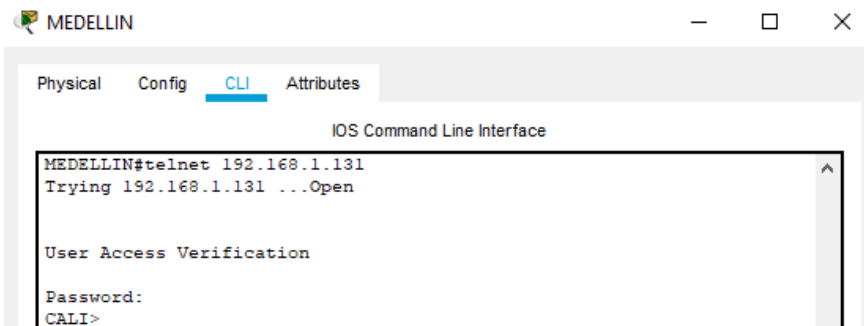 MEDELLIN
Physical Config CLI Attributes
IOS Command Line Interface
MEDELLIN#telnet 192.168.1.131
Trying 192.168.1.131 ...Open
User Access Verification
Password:
CALI>